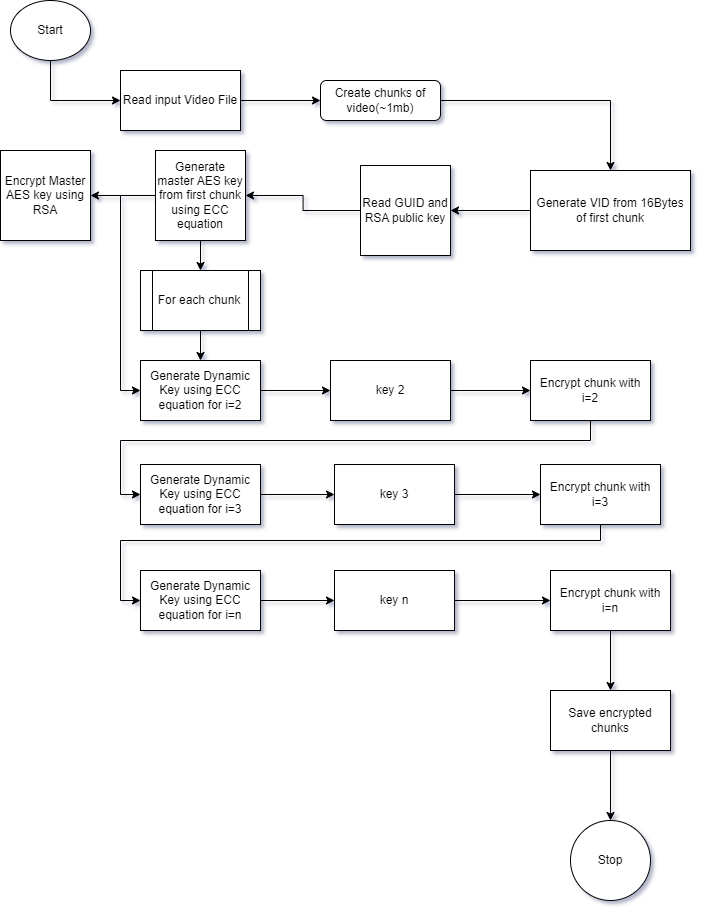 Start
Read input Video File
Create chunks of
video(~1mb)
Generate VID from 16Bytes
of first chunk
Read GUID and
RSA public key
Generate
master AES key
from first chunk
using ECC
equation
Encrypt Master
AES key using
RSA
For each chunk
Generate Dynamic
Key using ECC
equation for i=2
key 2
Encrypt chunk with
i=2
Generate Dynamic
Key using ECC
equation for i=3
key 3
Encrypt chunk with
i=3
Generate Dynamic
Key using ECC
equation for i=n
key n
Encrypt chunk with
i=n
Save encrypted
chunks
Stop